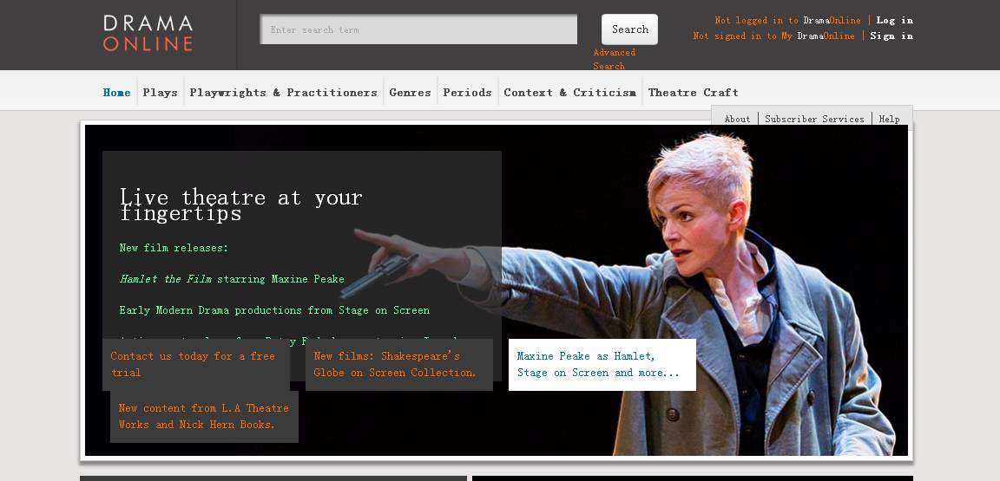 DRAMA
ONLINE
Enter search term
Search
Advanced
Search
Not logged in to DramaOnline | Log in
Not signed in to My DramaOnline | Sign in
Home
Plays
Playwrights & Practitioners
Genres
Periods
Context & Criticism
Theatre Craft
About
Subscriber Services
Help
Live theatre at your
fingertips
New film releases:
Hamlet the Film starring Maxine Peake
Early Modern Drama productions from Stage on Screen
Contact us today for a free
trial
New films: Shakespeare's
Globe on Screen Collection.
Maxine Peake as Hamlet,
Stage on Screen and more...
New content from L.A Theatre
Works and Nick Hern Books.